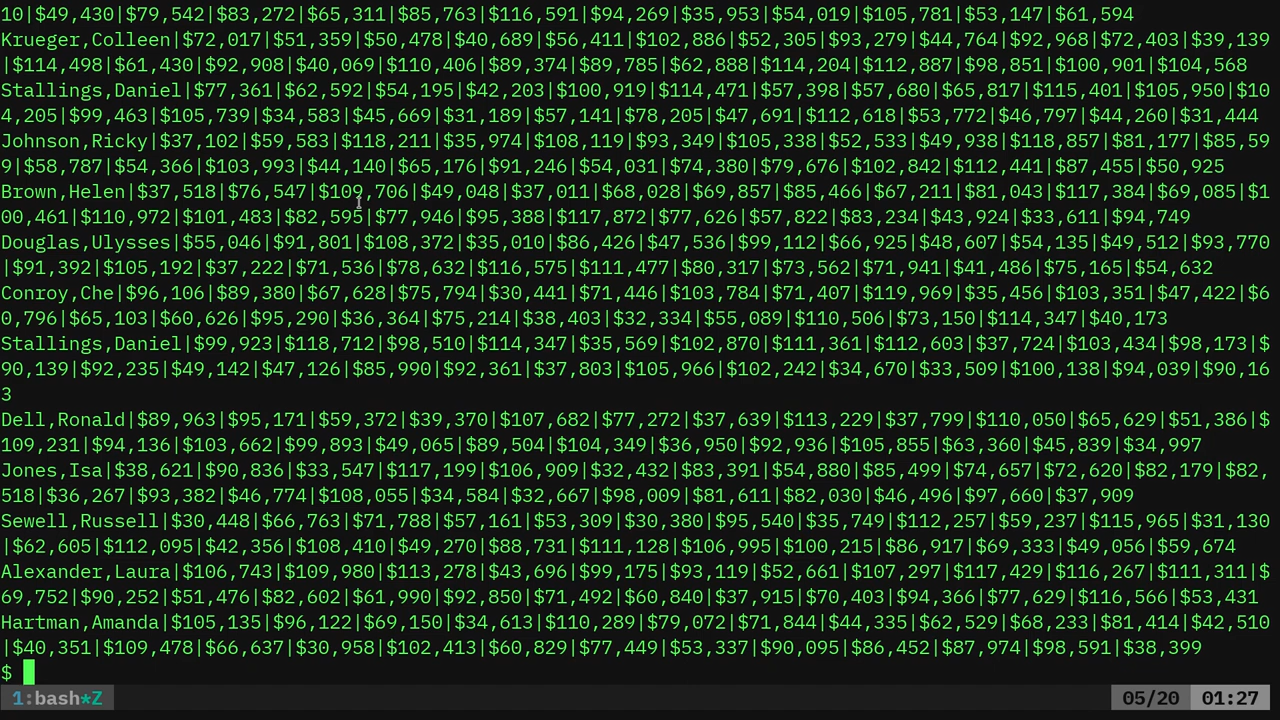 10|$49,430|$79,542|$83,272|$65,311|$85,763|$116,591|$94,269|$35,953|$54,019|$105,781|$53,147|$61,594
Krueger,Colleen|$72,017|$51,359|$50,478|$40,689|$56,411|$102,886|$52,305|$93,279|$44,764|$92,968|$72,403|$39,139
|$114,498|$61,430|$92,908|$40,069|$110,406|$89,374|$89,785|$62,888|$114,204|$112,887|$98,851|$100,901|$104,568
Stallings,Daniel|$77,361|$62,592|$54,195|$42,203|$100,919|$114,471|$57,398|$57,680|$65,817|$115,401|$105,950|$10
4,205|$99,463|$105,739|$34,583|$45,669|$31,189|$57,141|$78,205|$47,691|$112,618|$53,772|$46,797|$44,260|$31,444
Johnson,Ricky|$37,102|$59,583|$118,211|$35,974|$108,119|$93,349|$105,338|$52,533|$49,938|$118,857|$81,177|$85,59
9|$58,787|$54,366|$103,993|$44,140|$65,176|$91,246|$54,031|$74,380|$79,676|$102,842|$112,441|$87,455|$50,925
Brown,Helen|$37,518|$76,547|$109,706|$49,048|$37,011|$68,028|$69,857|$85,466|$67,211|$81,043|$117,384|$69,085|$1
00,461|$110,972|$101,483|$82,595|$77,946|$95,388|$117,872|$77,626|$57,822|$83,234|$43,924|$33,611|$94,749
Douglas,Ulysses|$55,046|$91,801|$108,372|$35,010|$86,426|$47,536|$99,112|$66,925|$48,607|$54,135|$49,512|$93,770
|$91,392|$105,192|$37,222|$71,536|$78,632|$116,575|$111,477|$80,317|$73,562|$71,941|$41,486|$75,165|$54,632
Conroy,Che|$96,106|$89,380|$67,628|$75,794|$30,441|$71,446|$103,784|$71,407|$119,969|$35,456|$103,351|$47,422|$6
0,796|$65,103|$60,626|$95,290|$36,364|$75,214|$38,403|$32,334|$55,089|$110,506|$73,150|$114,347|$40,173
Stallings,Daniel|$99,923|$118,712|$98,510|$114,347|$35,569|$102,870|$111,361|$112,603|$37,724|$103,434|$98,173|$
90,139|$92,235|$49,142|$47,126|$85,990|$92,361|$37,803|$105,966|$102,242|$34,670|$33,509|$100,138|$94,039|$90,16
3
Dell,Ronald|$89,963|$95,171|$59,372|$39,370|$107,682|$77,272|$37,639|$113,229|$37,799|$110,050|$65,629|$51,386|$
109,231|$94,136|$103,662|$99,893|$49,065|$89,504|$104,349|$36,950|$92,936|$105,855|$63,360|$45,839|$34,997
Jones,Isa|$38,621|$90,836|$33,547|$117,199|$106,909|$32,432|$83,391|$54,880|$85,499|$74,657|$72,620|$82,179|$82,
518|$36,267|$93,382|$46,774|$108,055|$34,584|$32,667|$98,009|$81,611|$82,030|$46,496|$97,660|$37,909
Sewell,Russell|$30,448|$66,763|$71,788|$57,161|$53,309|$30,380|$95,540|$35,749|$112,257|$59,237|$115,965|$31,130
|$62,605|$112,095|$42,356|$108,410|$49,270|$88,731|$111,128|$106,995|$100,215|$86,917|$69,333|$49,056|$59,674
Alexander,Laura|$106,743|$109,980|$113,278|$43,696|$99,175|$93,119|$52,661|$107,297|$117,429|$116,267|$111,311|$
69,752|$90,252|$51,476|$82,602|$61,990|$92,850|$71,492|$60,840|$37,915|$70,403|$94,366|$77,629|$116,566|$53,431
Hartman,Amanda|$105,135|$96,122|$69,150|$34,613|$110,289|$79,072|$71,844|$44,335|$62,529|$68,233|$81,414|$42,510
|$40,351|$109,478|$66,637|$30,958|$102,413|$60,829|$77,449|$53,337|$90,095|$86,452|$87,974|$98,591|$38,399
$
1:bash*Z 05/20 01:27